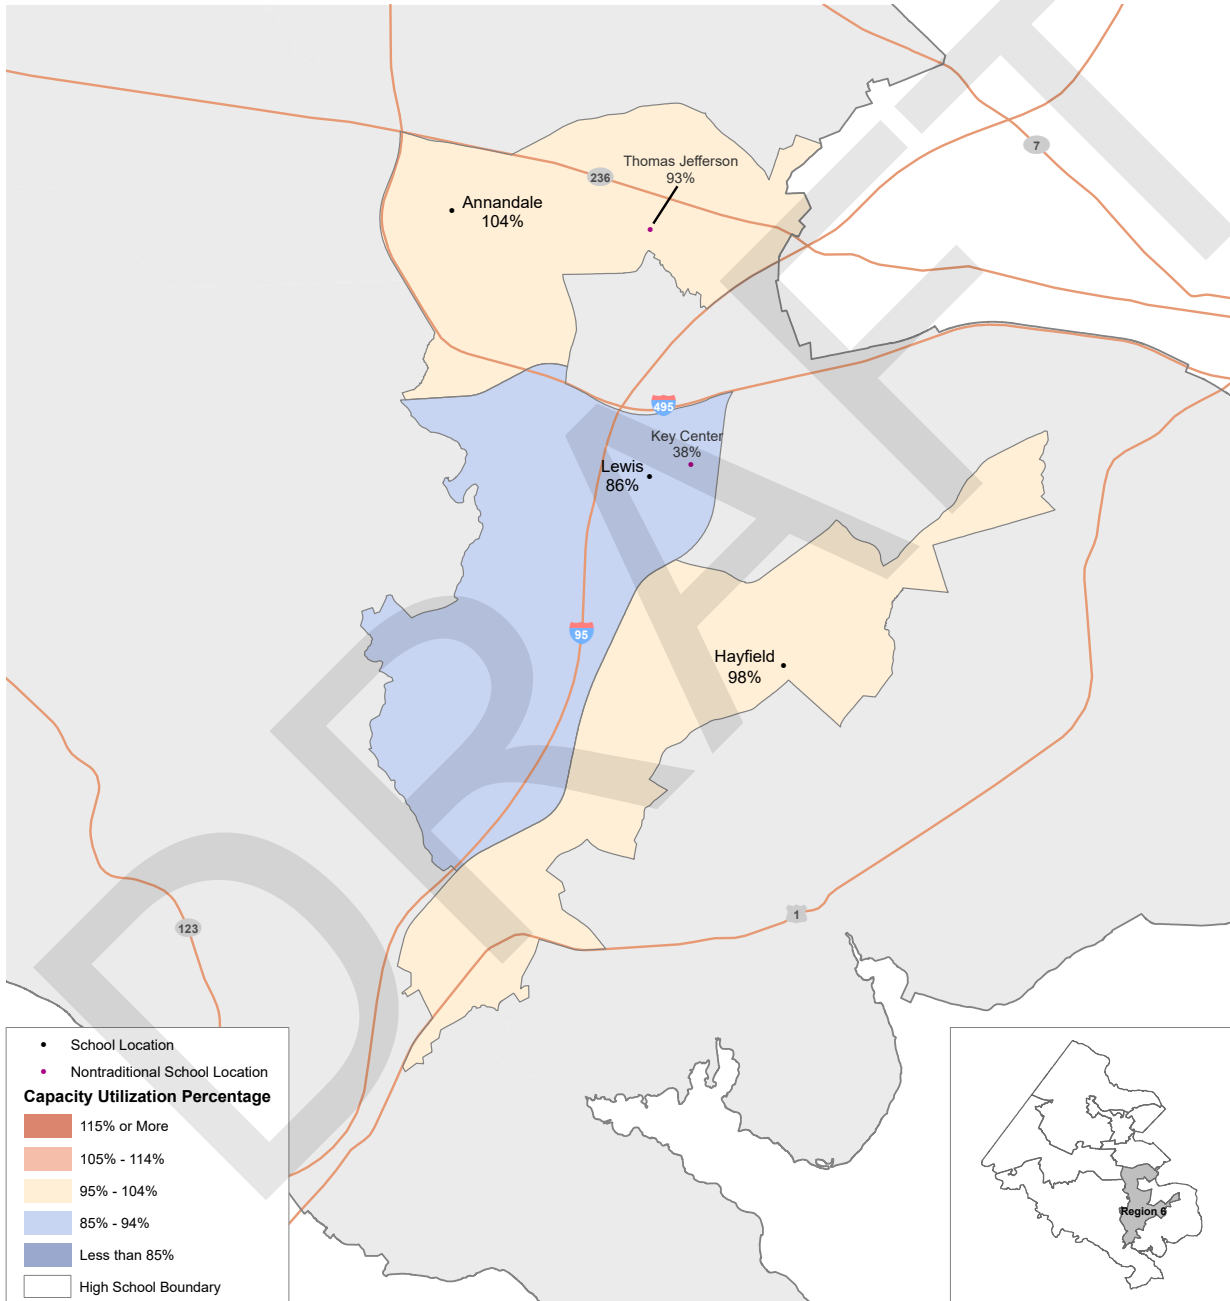 7
Thomas Jefferson
93%
236
Annandale
104%
495
Key Center
38%
Lewis
86%
95
Hayfield
98%
1
123
DRAFT
School Location
Nontraditional School Location
Capacity Utilization Percentage
115% or More
105% - 114%
95% - 104%
85% - 94%
Less than 85%
High School Boundary
Region 6